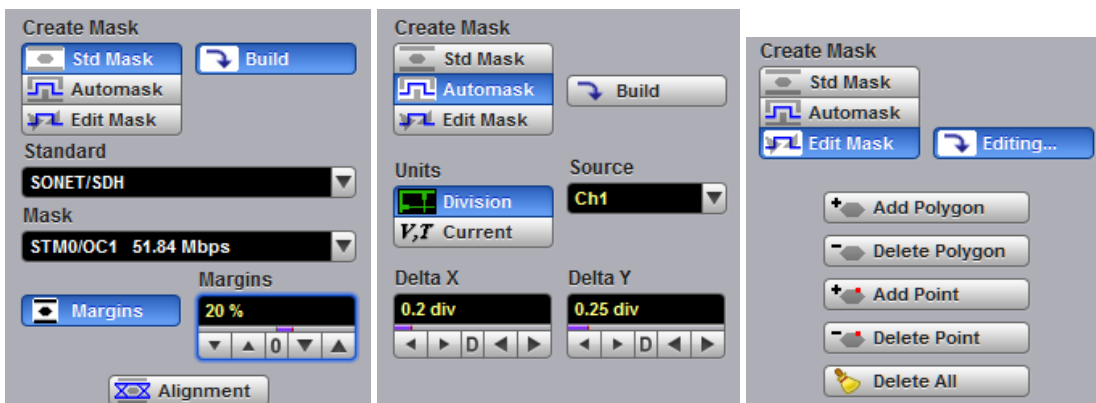 Create Mask
Std Mask
Build
Automask
Edit Mask
Standard
SONET/SDH
Mask
STM0/OC1 51.84 Mbps
Margins
Margins
20 %
0
Alignment
Create Mask
Std Mask
Automask
Build
Edit Mask
Units
Source
Division
Ch1
V,T Current
Delta X
Delta Y
0.2 div
0.25 div
D
D
Create Mask
Std Mask
Automask
Edit Mask
Editing...
Add Polygon
Delete Polygon
Add Point
Delete Point
Delete All